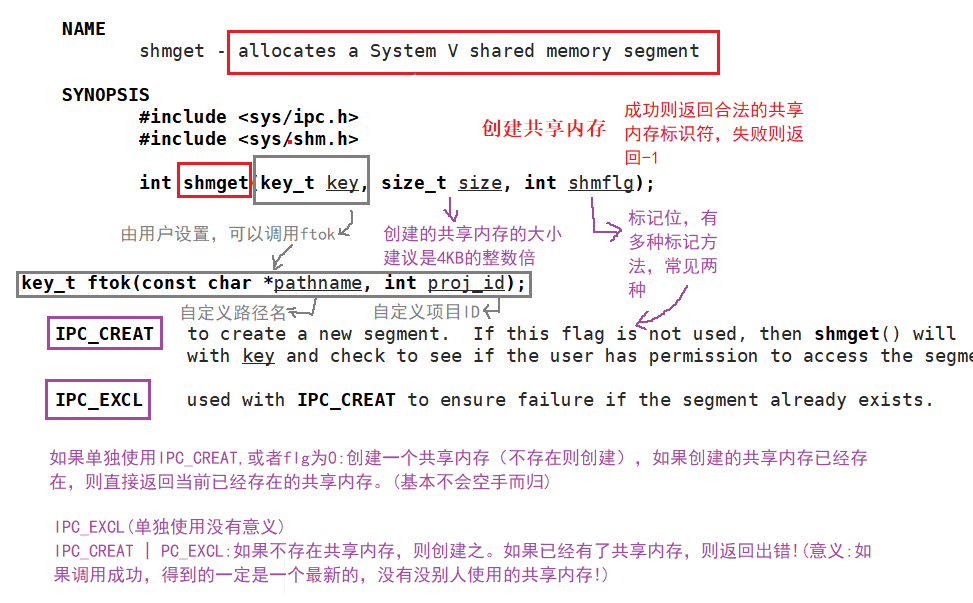 NAME
shmget - allocates a System V shared memory segment
SYNOPSIS
#include <sys/ipc.h>
#include <sys/shm.h>
创建共享内存
成功则返回合法的共享
内存标识符，失败则返
回-1
int shmget(key_t key, size_t size, int shmflg);
由用户设置，可以调用ftok
创建的共享内存的大小
建议是4KB的整数倍
标记位，有
多种标记方
法，常见两
种
key_t ftok(const char *pathname, int proj_id);
自定义路径名
自定义项目ID
IPC_CREAT to create a new segment. If this flag is not used, then shmget() will
with key and check to see if the user has permission to access the segme
IPC_EXCL used with IPC_CREAT to ensure failure if the segment already exists.
如果单独使用IPC_CREAT,或者flg为0:创建一个共享内存（不存在则创建），如果创建的共享内存已经存
在，则直接返回当前已经存在的共享内存。(基本不会空手而归)
IPC_EXCL(单独使用没有意义)
IPC_CREAT | PC_EXCL:如果不存在共享内存，则创建之。如果已经有了共享内存，则返回出错!(意义:如
果调用成功，得到的一定是一个最新的，没有没别人使用的共享内存!)